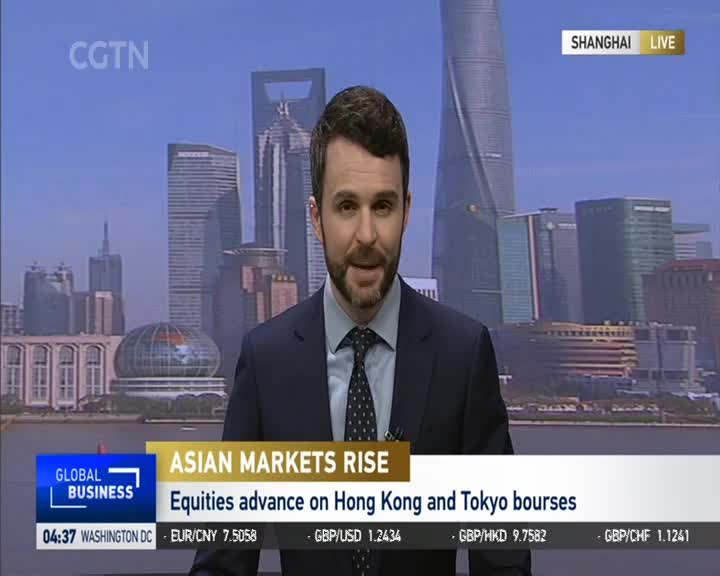 CGTN
SHANGHAI LIVE
ASIAN MARKETS RISE
GLOBAL
BUSINESS
Equities advance on Hong Kong and Tokyo bourses
04:37 WASHINGTON DC - EUR/CNY 7.5058 - GBP/USD 1.2434 - GBP/HKD 9.7582 - GBP/CHF 1.1241